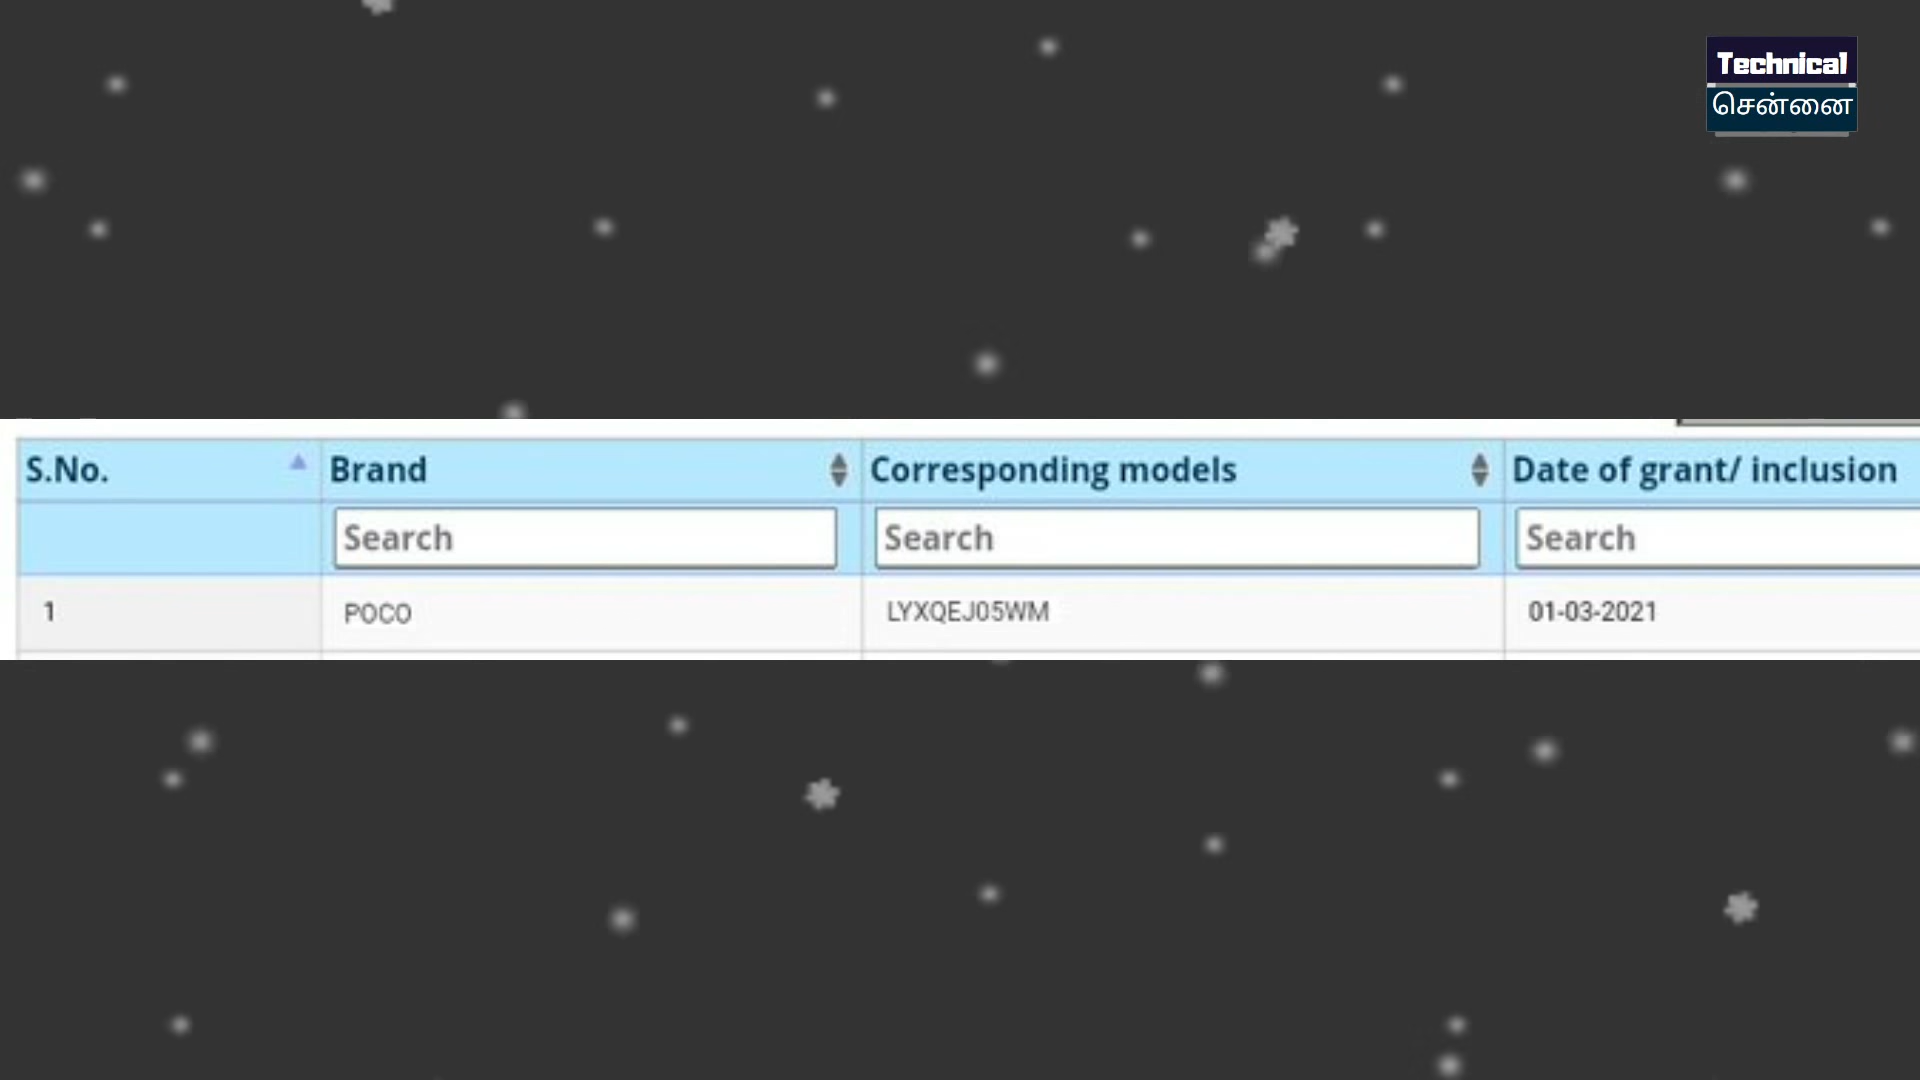 Technical
சென்னை
S.No. Brand Corresponding models Date of grant/ inclusion
Search Search Search
1 POCO LYXQEJ05WM 01-03-2021